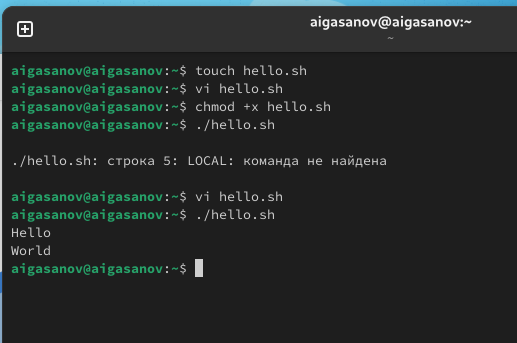 aigasanov@aigasanov:~
~
aigasanov@aigasanov:~$ touch hello.sh
aigasanov@aigasanov:~$ vi hello.sh
aigasanov@aigasanov:~$ chmod +x hello.sh
aigasanov@aigasanov:~$ ./hello.sh
./hello.sh: строка 5: LOCAL: команда не найдена
aigasanov@aigasanov:~$ vi hello.sh
aigasanov@aigasanov:~$ ./hello.sh
Hello
World
aigasanov@aigasanov:~$